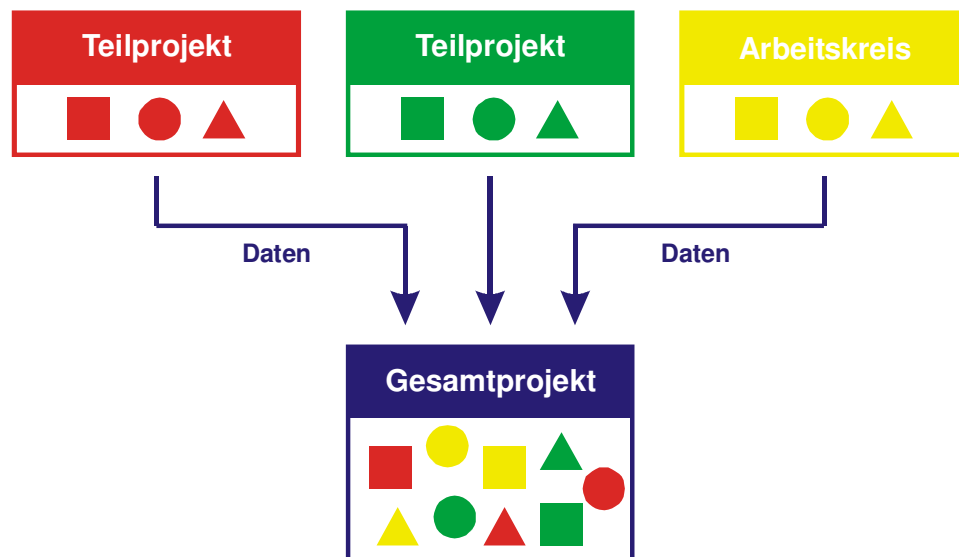 Teilprojekt
Teilprojekt
Arbeitskreis
Daten
Daten
Gesamtprojekt